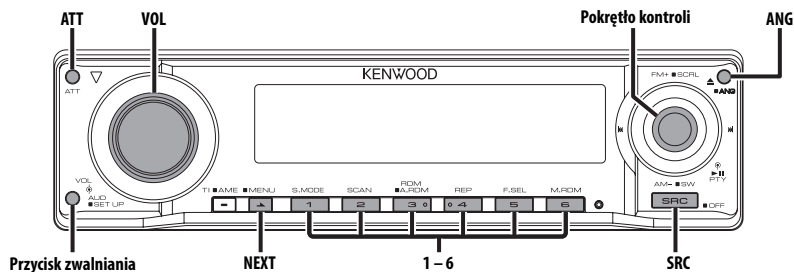 ATT VOL Pokrętło kontroli ANG
KENWOOD
FM+ ■SCRL
▲
■ANG
ATT
VOL
AUD
■SET UP
TI ■AME ■MENU S.MODE SCAN RDM REP F.SEL M.RDM
■A.RDM
- 1 2 3 4 5 6
►II
PTY
AM– ■SW
SRC ■OFF
Przycisk zwalniania NEXT 1 – 6 SRC